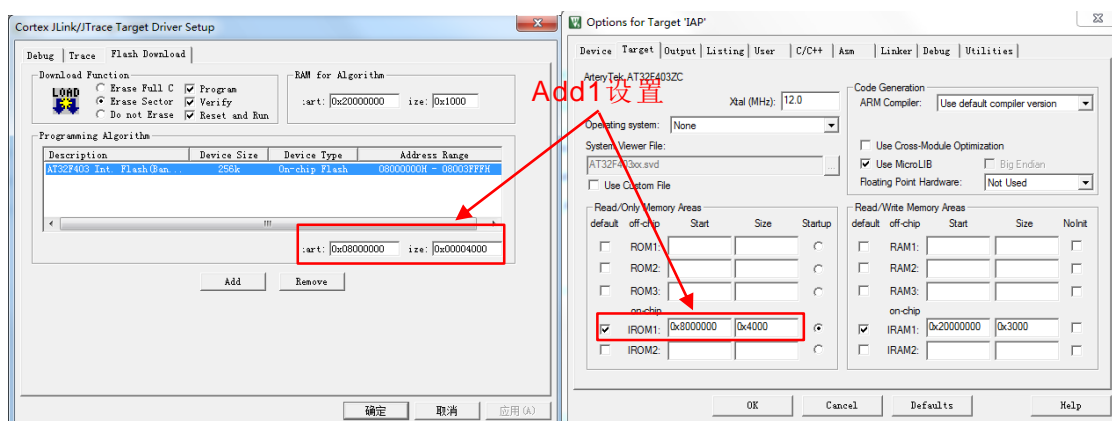 Cortex JLink/JTrace Target Driver Setup
Debug Trace Flash Download
Download Function
LOAD
Erase Full C Program
Erase Sector Verify
Do not Erase Reset and Run
RAM for Algorithm
:art: 0x20000000 ize: 0x1000
Programming Algorithm
Description Device Size Device Type Address Range
AT32F403 Int. Flash(Ban... 256k On-chip Flash 08000000H - 0803FFFFH
:art: 0x08000000 ize: 0x00004000
Add Remove
确定 取消 应用(A)
Add1设置
Options for Target 'IAP'
Device Target Output Listing User C/C++ Asm Linker Debug Utilities
ArteryTek AT32F403ZC
Xtal (MHz): 12.0
Operating system: None
System Viewer File:
AT32F403xx.svd ...
Use Custom File
Code Generation
ARM Compiler: Use default compiler version
Use Cross-Module Optimization
Use MicroLIB Big Endian
Floating Point Hardware: Not Used
Read/Only Memory Areas
default off-chip Start Size Startup
ROM1:
ROM2:
ROM3:
on-chip
IROM1: 0x8000000 0x4000
IROM2:
Read/Write Memory Areas
default off-chip Start Size NoInit
RAM1:
RAM2:
RAM3:
on-chip
IRAM1: 0x20000000 0x3000
IRAM2:
OK Cancel Defaults Help